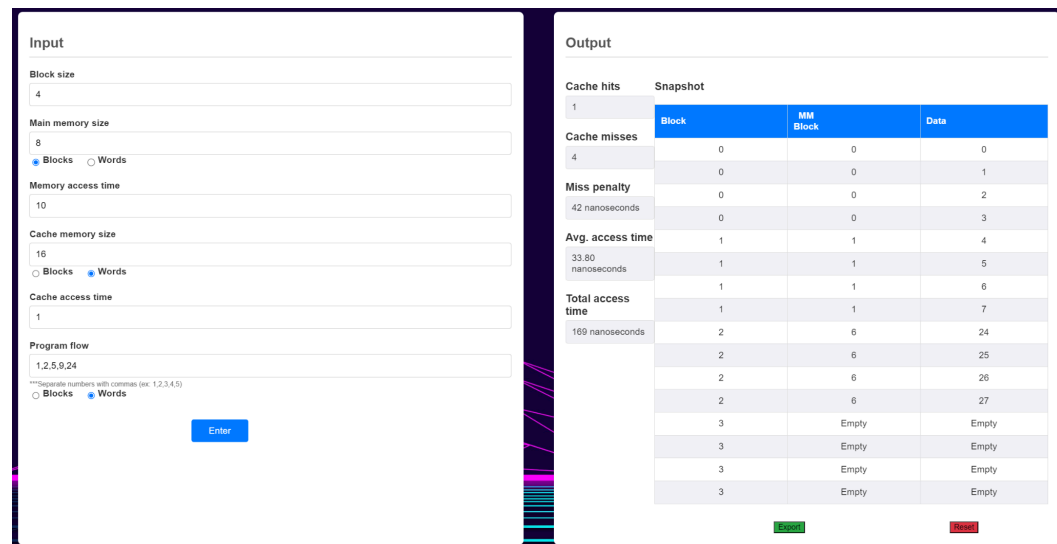 Input
Block size
4
Main memory size
8
Blocks Words
Memory access time
10
Cache memory size
16
Blocks Words
Cache access time
1
Program flow
1,2,5,9,24
***Separate numbers with commas (ex: 1,2,3,4,5)
Blocks Words
Enter
Output
Cache hits
1
Cache misses
4
Miss penalty
42 nanoseconds
Avg. access time
33.80
nanoseconds
Total access
time
169 nanoseconds
Snapshot
Block MM Block Data
0 0 0
0 0 1
0 0 2
0 0 3
1 1 4
1 1 5
1 1 6
1 1 7
2 6 24
2 6 25
2 6 26
2 6 27
3 Empty Empty
3 Empty Empty
3 Empty Empty
3 Empty Empty
Export Reset